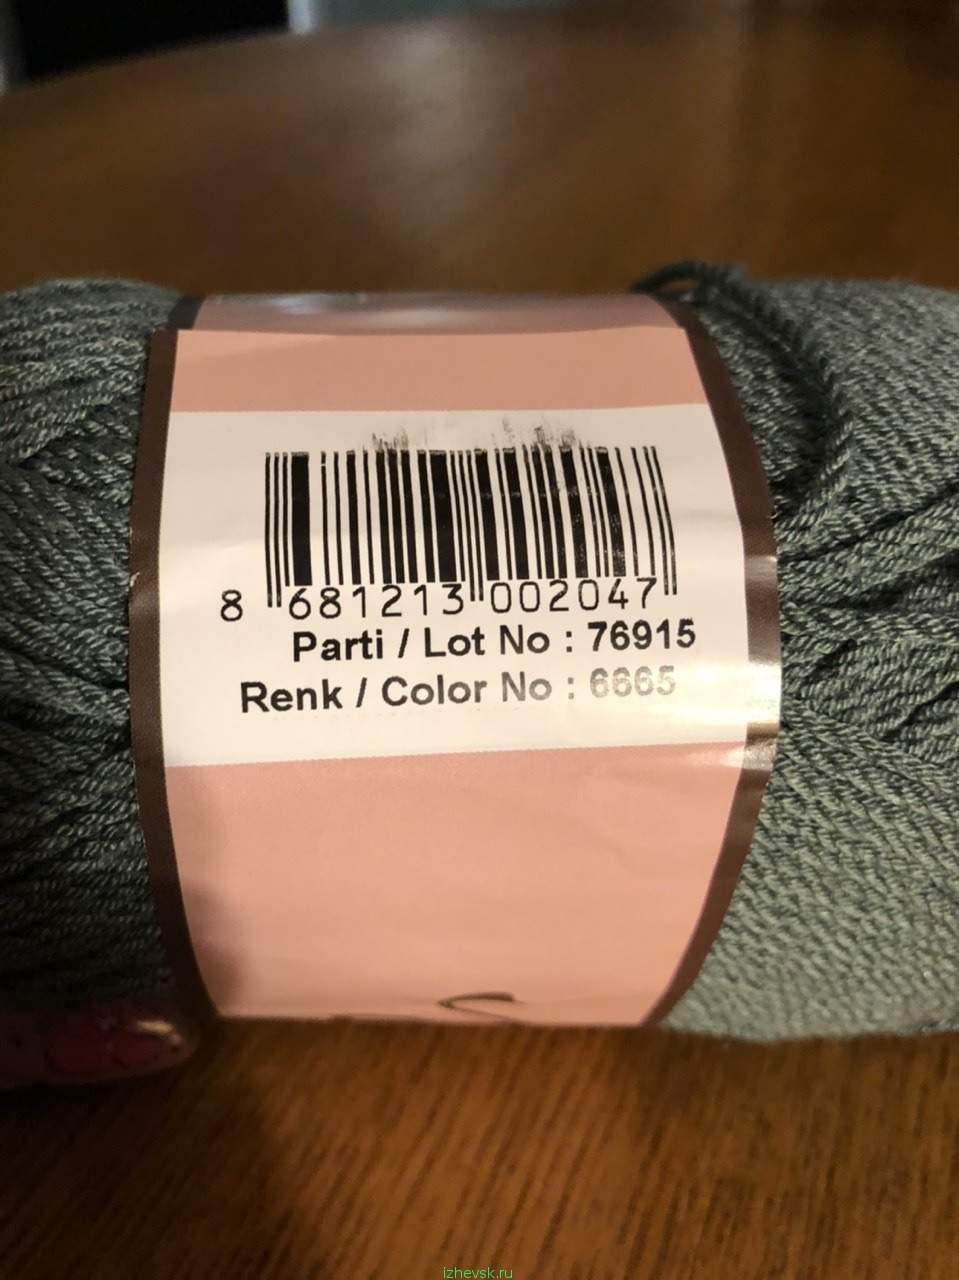 8 681213 002047
Parti / Lot No : 76915
Renk / Color No : 6665
izhevsk.ru